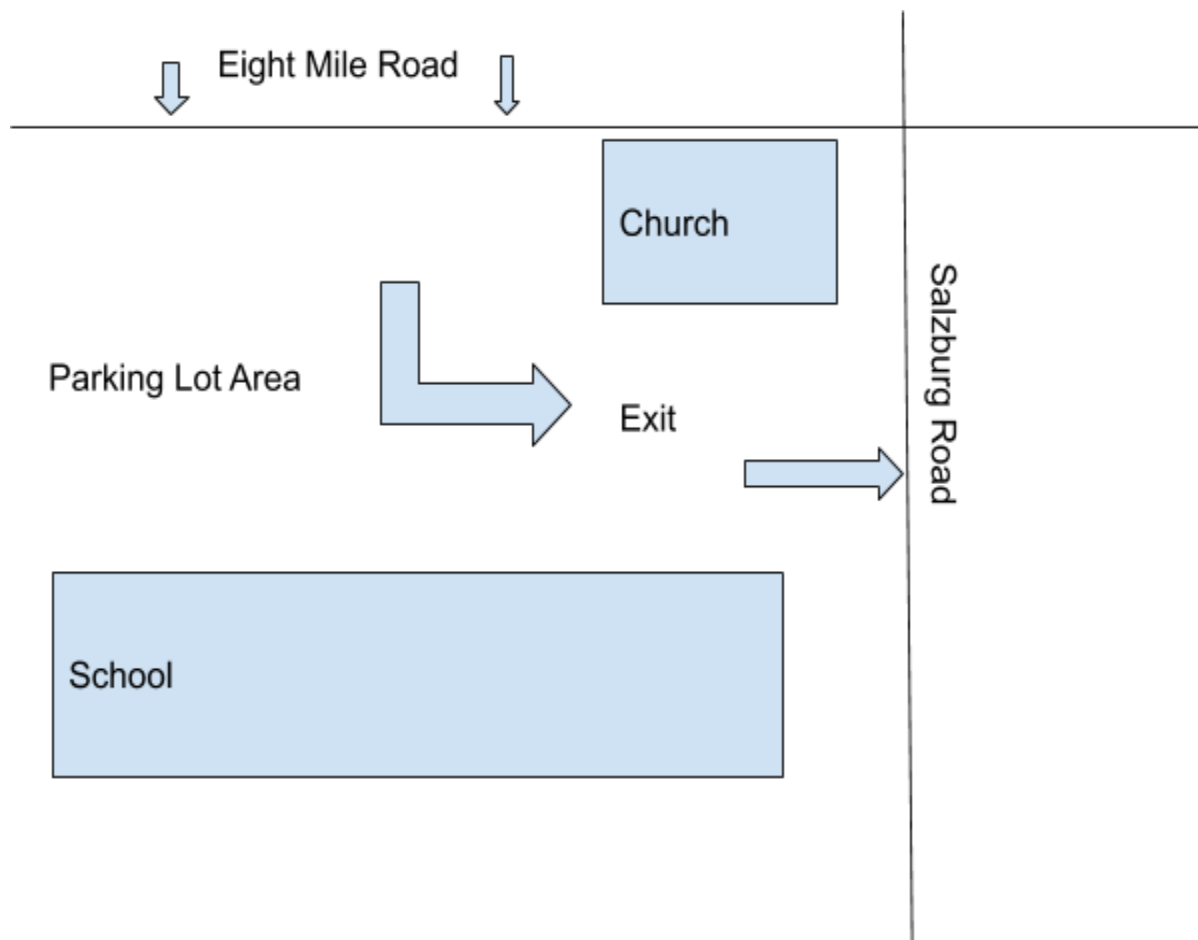 Eight Mile Road
Church
Salzburg Road
Parking Lot Area
Exit
School